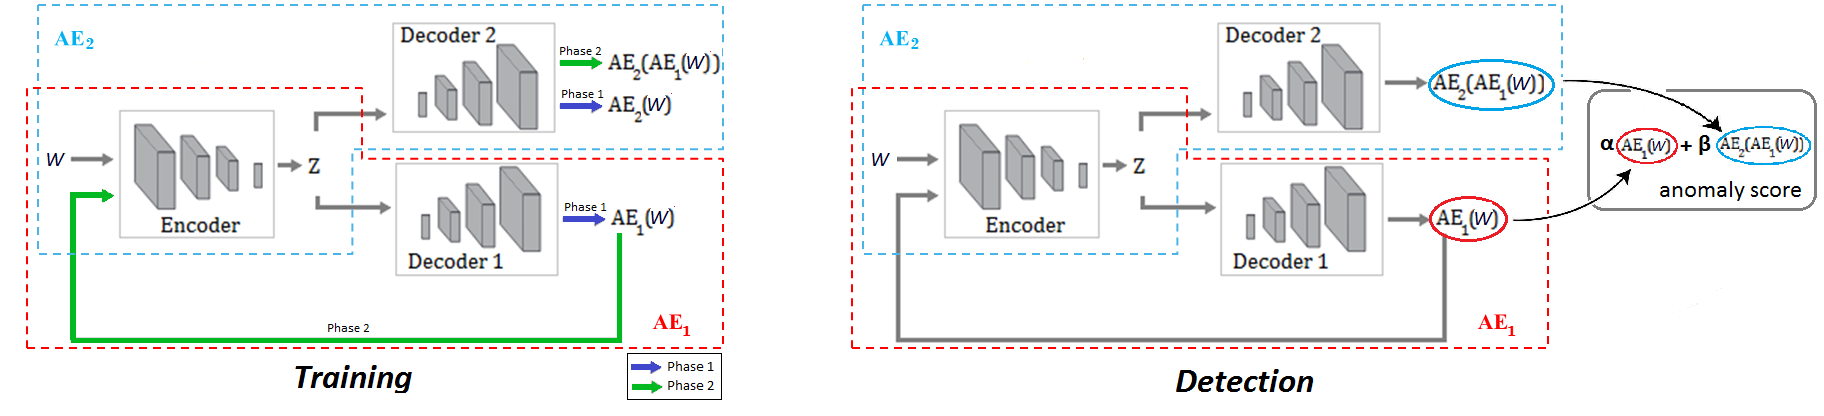 AE₂
Decoder 2
Phase 2
AE₂(AE₁(W))
Phase 1
AE₂(W)
W
Z
Encoder
Phase 1
AE₁(W)
Decoder 1
Phase 2
AE₁
Training
Phase 1
Phase 2
AE₂
Decoder 2
AE₂(AE₁(W))
W
Z
Encoder
AE₁(W)
Decoder 1
AE₁
Detection
α AE₁(W) + β AE₂(AE₁(W))
anomaly score